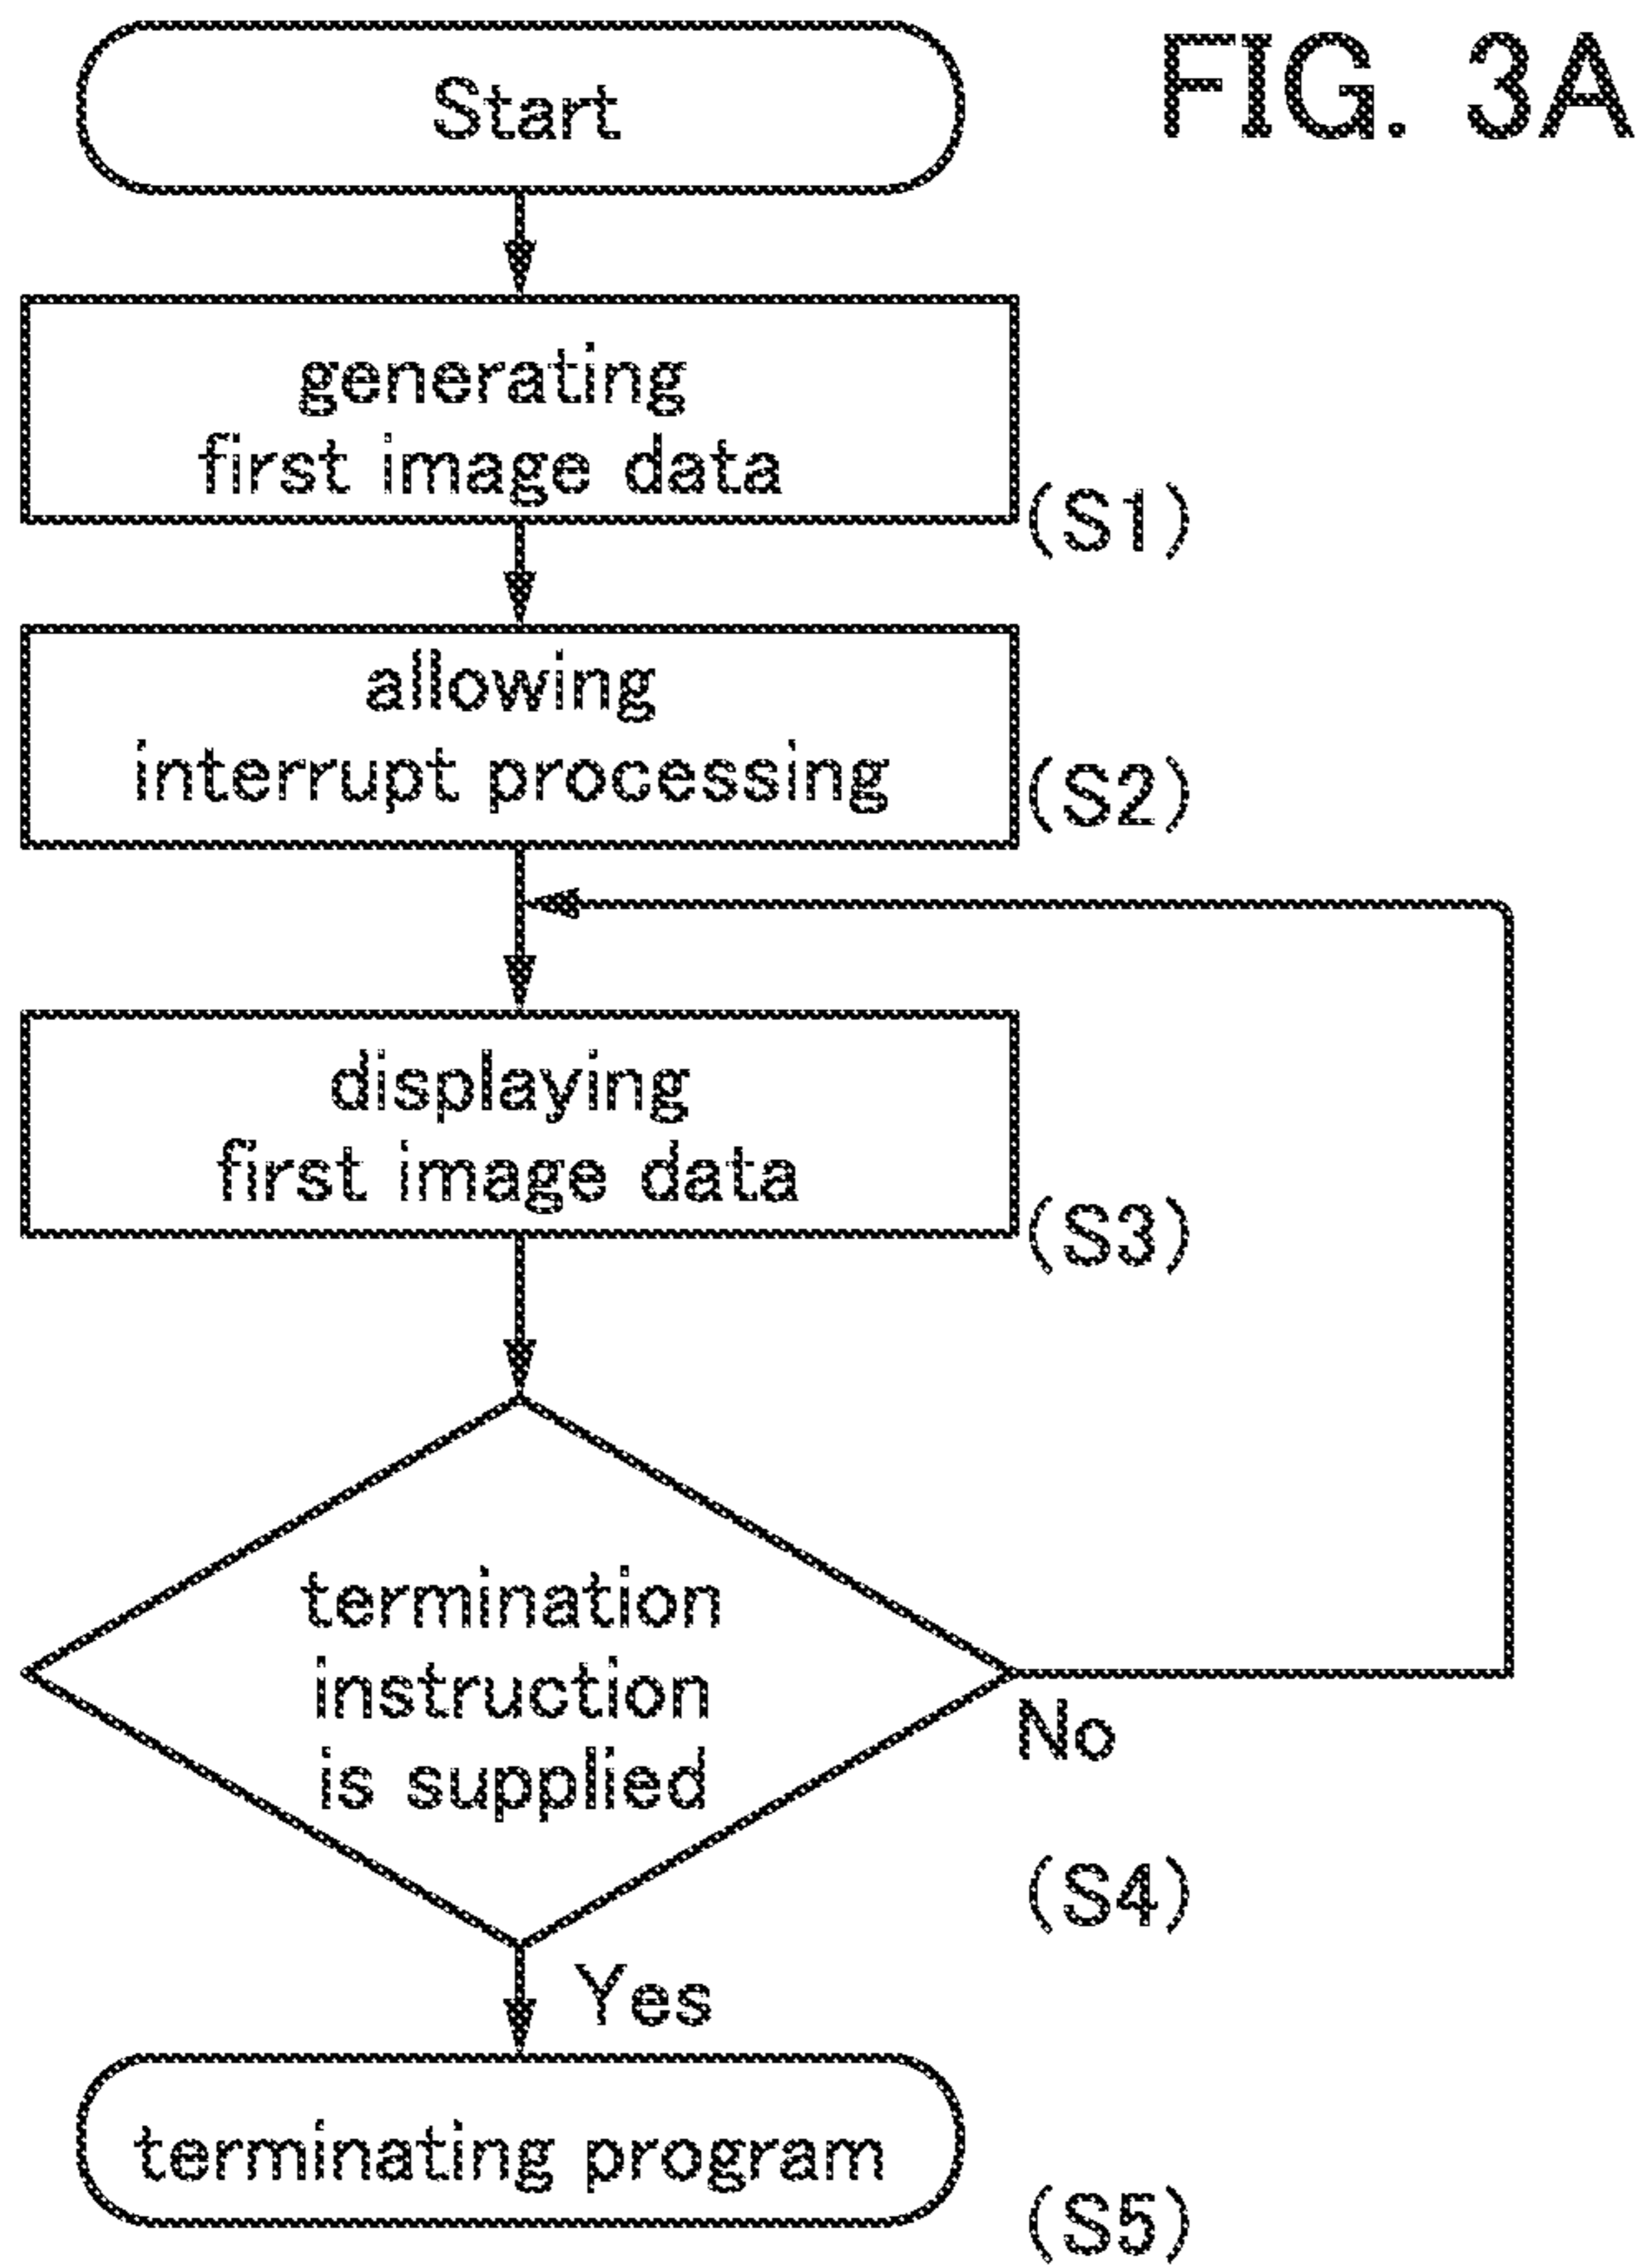 FIG. 3A
Start
generating
first image data
(S1)
allowing
interrupt processing
(S2)
displaying
first image data
(S3)
termination
instruction
is supplied
No
(S4)
Yes
terminating program
(S5)